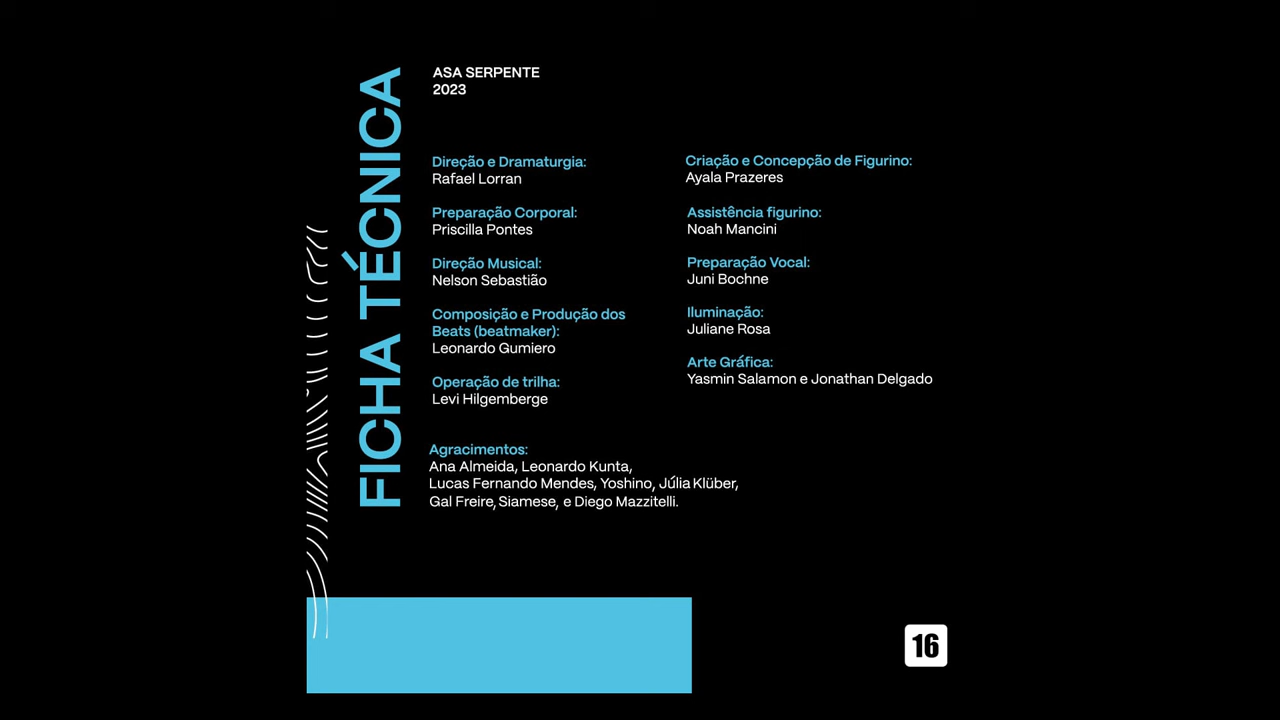 FICHA TÉCNICA
ASA SERPENTE
2023
Direção e Dramaturgia:
Rafael Lorran
Preparação Corporal:
Priscilla Pontes
Direção Musical:
Nelson Sebastião
Composição e Produção dos
Beats (beatmaker):
Leonardo Gumiero
Operação de trilha:
Levi Hilgemberge
Criação e Concepção de Figurino:
Ayala Prazeres
Assistência figurino:
Noah Mancini
Preparação Vocal:
Juni Bochne
Iluminação:
Juliane Rosa
Arte Gráfica:
Yasmin Salamon e Jonathan Delgado
Agracimentos:
Ana Almeida, Leonardo Kunta,
Lucas Fernando Mendes, Yoshino, Júlia Klüber,
Gal Freire, Siamese, e Diego Mazzitelli.
16